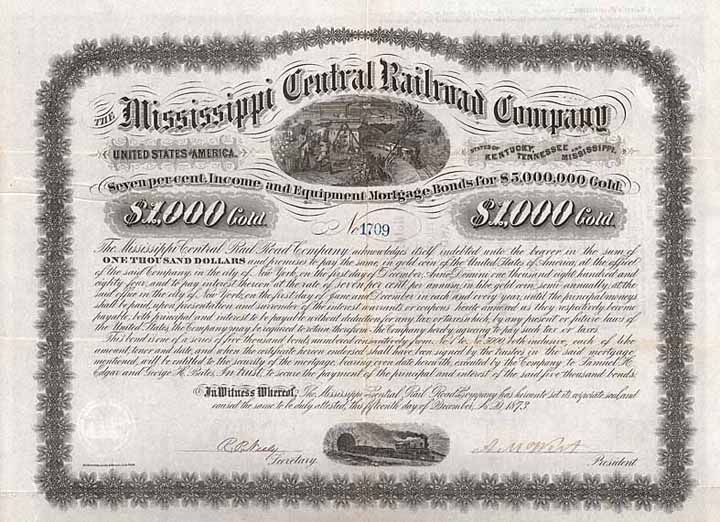 THE Mississippi Central Railroad Company
UNITED STATES OF AMERICA.
STATES OF KENTUCKY, TENNESSEE AND MISSISSIPPI.
Seven per cent. Income and Equipment Mortgage Bonds for $5,000,000 Gold.
$1,000 Gold.
No 1709
$1,000 Gold.
The Mississippi Central Rail Road Company acknowledges itself indebted unto the bearer in the sum of
ONE THOUSAND DOLLARS and promises to pay the same in gold coin of the United States of America, at the office
of the said Company, in the city of New York, on the first day of December, Anno Domini one thousand eight hundred and
eighty four, and to pay interest thereon at the rate of seven per cent per annum, in like gold coin, semi annually, at the
said office in the city of New York, on the first day of June and December in each and every year, until the principal moneys
shall be paid, upon presentation and surrender of the interest warrants or coupons hereto annexed as they respectively become
payable, both principal and interest to be payable without deduction for any tax or taxes which, by any present or future laws of
the United States, the Company may be required to retain therefrom the Company hereby agreeing to pay such tax or taxes.
This bond is one of a series of five thousand bonds, numbered consecutively from No. 1 to No. 5000 both inclusive, each of like
amount, tenor and date, and when the certificate hereon endorsed shall have been signed by the trustees in the said mortgage
mentioned, will be entitled to the security of the mortgage, bearing even date herewith, executed by the Company to Samuel H.
Edgar and George H. In trust, to secure the payment of the principal and interest of the said five thousand bonds.
In Witness Whereof, The Mississippi Central Rail Road Company has hereunto set its corporate seal, and
caused the same to be duly attested, this fifteenth day of December, A.D. 1873.
Secretary.
President